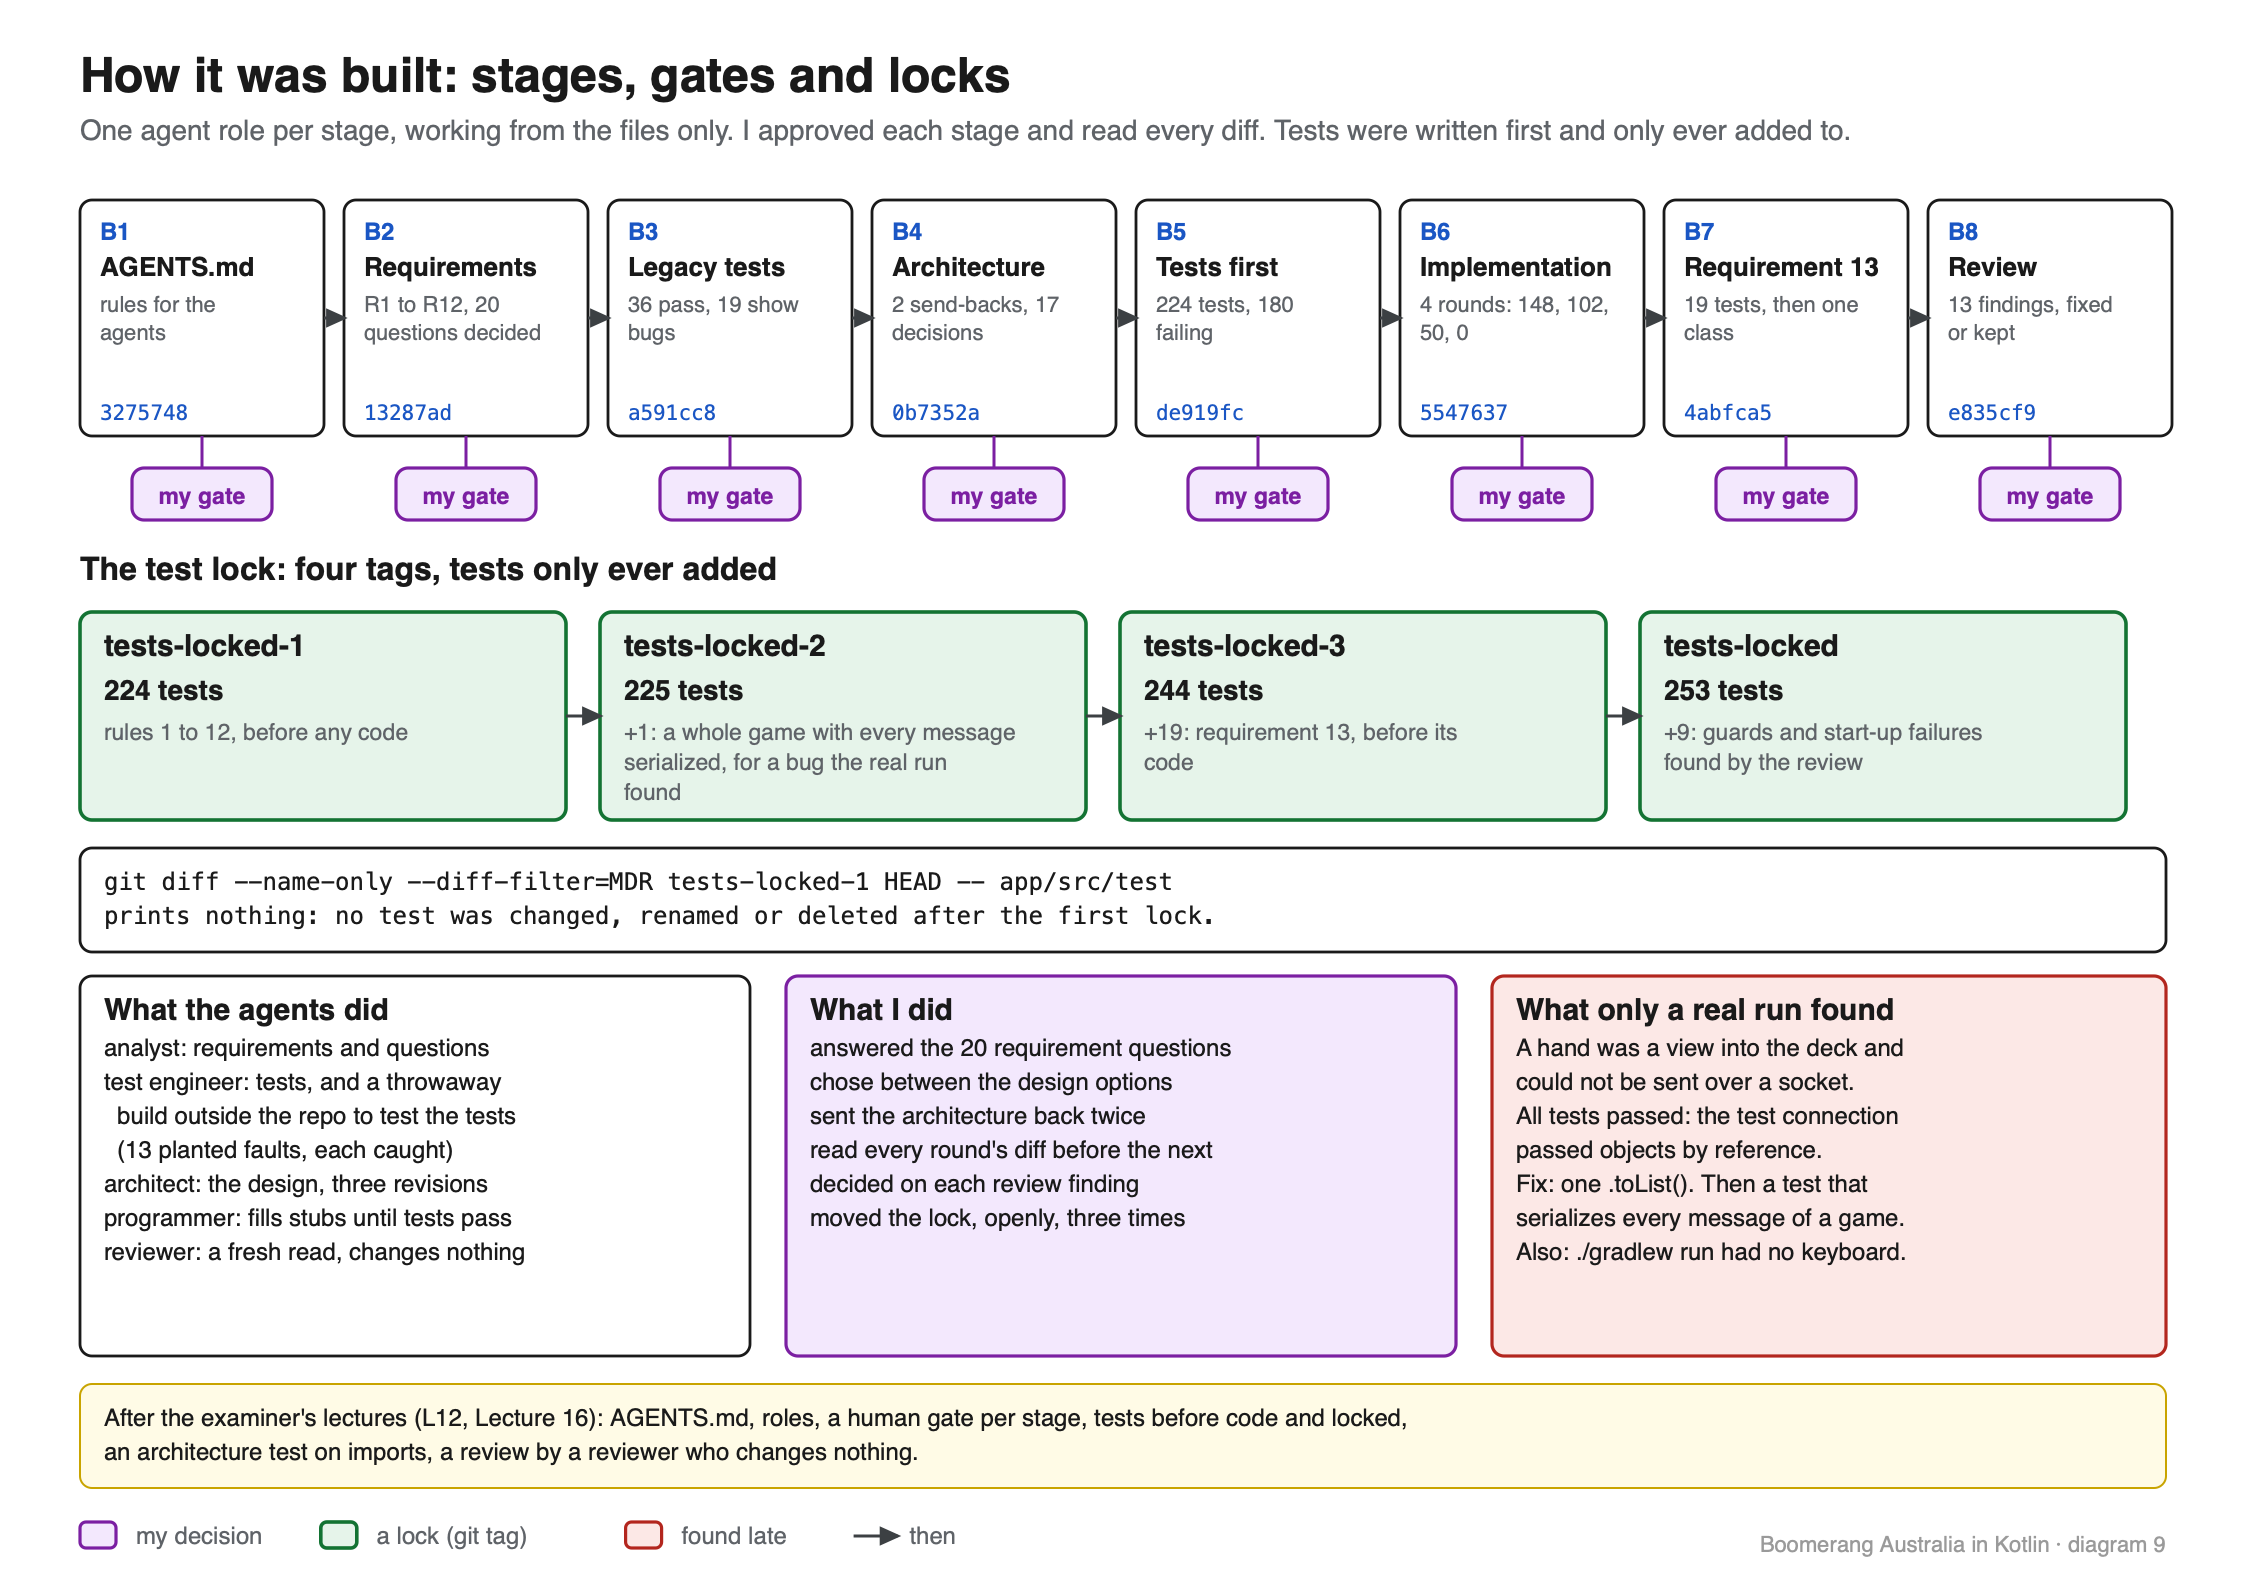 How it was built: stages, gates and locks
One agent role per stage, working from the files only. I approved each stage and read every diff. Tests were written first and only ever added to.
B1
AGENTS.md
rules for the
agents
3275748
my gate
B2
Requirements
R1 to R12, 20
questions decided
13287ad
my gate
B3
Legacy tests
36 pass, 19 show
bugs
a591cc8
my gate
B4
Architecture
2 send-backs, 17
decisions
0b7352a
my gate
B5
Tests first
224 tests, 180
failing
de919fc
my gate
B6
Implementation
4 rounds: 148, 102,
50, 0
5547637
my gate
B7
Requirement 13
19 tests, then one
class
4abfca5
my gate
B8
Review
13 findings, fixed
or kept
e835cf9
my gate
The test lock: four tags, tests only ever added
tests-locked-1
224 tests
rules 1 to 12, before any code
tests-locked-2
225 tests
+1: a whole game with every message
serialized, for a bug the real run
found
tests-locked-3
244 tests
+19: requirement 13, before its
code
tests-locked
253 tests
+9: guards and start-up failures
found by the review
git diff --name-only --diff-filter=MDR tests-locked-1 HEAD -- app/src/test
prints nothing: no test was changed, renamed or deleted after the first lock.
What the agents did
analyst: requirements and questions
test engineer: tests, and a throwaway
build outside the repo to test the tests
(13 planted faults, each caught)
architect: the design, three revisions
programmer: fills stubs until tests pass
reviewer: a fresh read, changes nothing
What I did
answered the 20 requirement questions
chose between the design options
sent the architecture back twice
read every round's diff before the next
decided on each review finding
moved the lock, openly, three times
What only a real run found
A hand was a view into the deck and
could not be sent over a socket.
All tests passed: the test connection
passed objects by reference.
Fix: one .toList(). Then a test that
serializes every message of a game.
Also: ./gradlew run had no keyboard.
After the examiner's lectures (L12, Lecture 16): AGENTS.md, roles, a human gate per stage, tests before code and locked,
an architecture test on imports, a review by a reviewer who changes nothing.
my decision
a lock (git tag)
found late
then
Boomerang Australia in Kotlin · diagram 9